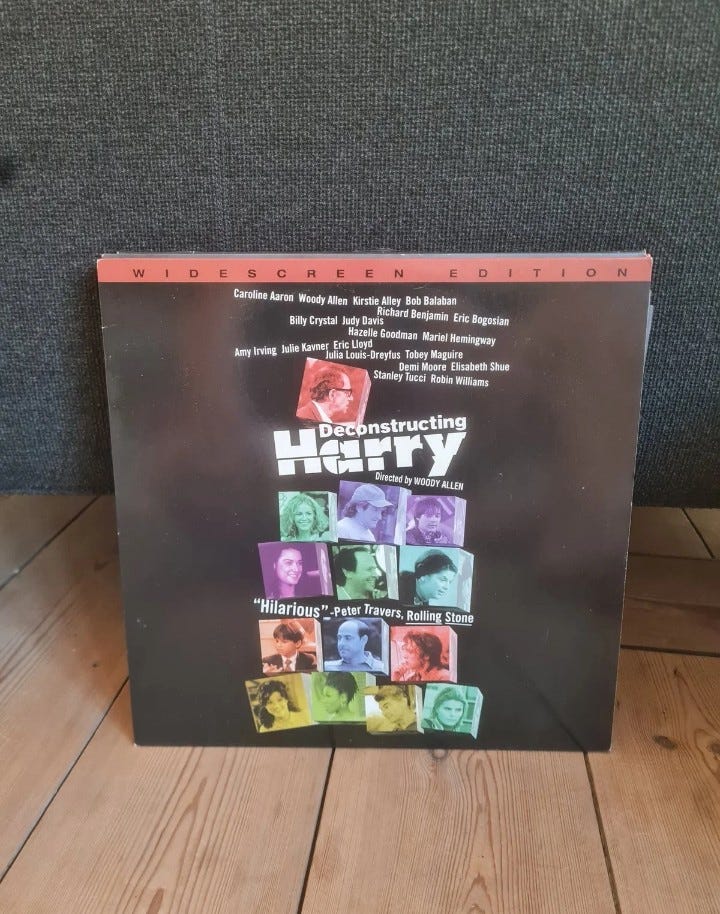 WIDESCREEN EDITION
Caroline Aaron Woody Allen Kirstie Alley Bob Balaban
Richard Benjamin Eric Bogosian
Billy Crystal Judy Davis
Hazelle Goodman Mariel Hemingway
Amy Irving Julie Kavner Eric Lloyd
Julia Louis-Dreyfus Tobey Maguire
Demi Moore Elisabeth Shue
Stanley Tucci Robin Williams
Deconstructing
Harry
Directed by WOODY ALLEN
“Hilarious” -Peter Travers, Rolling Stone